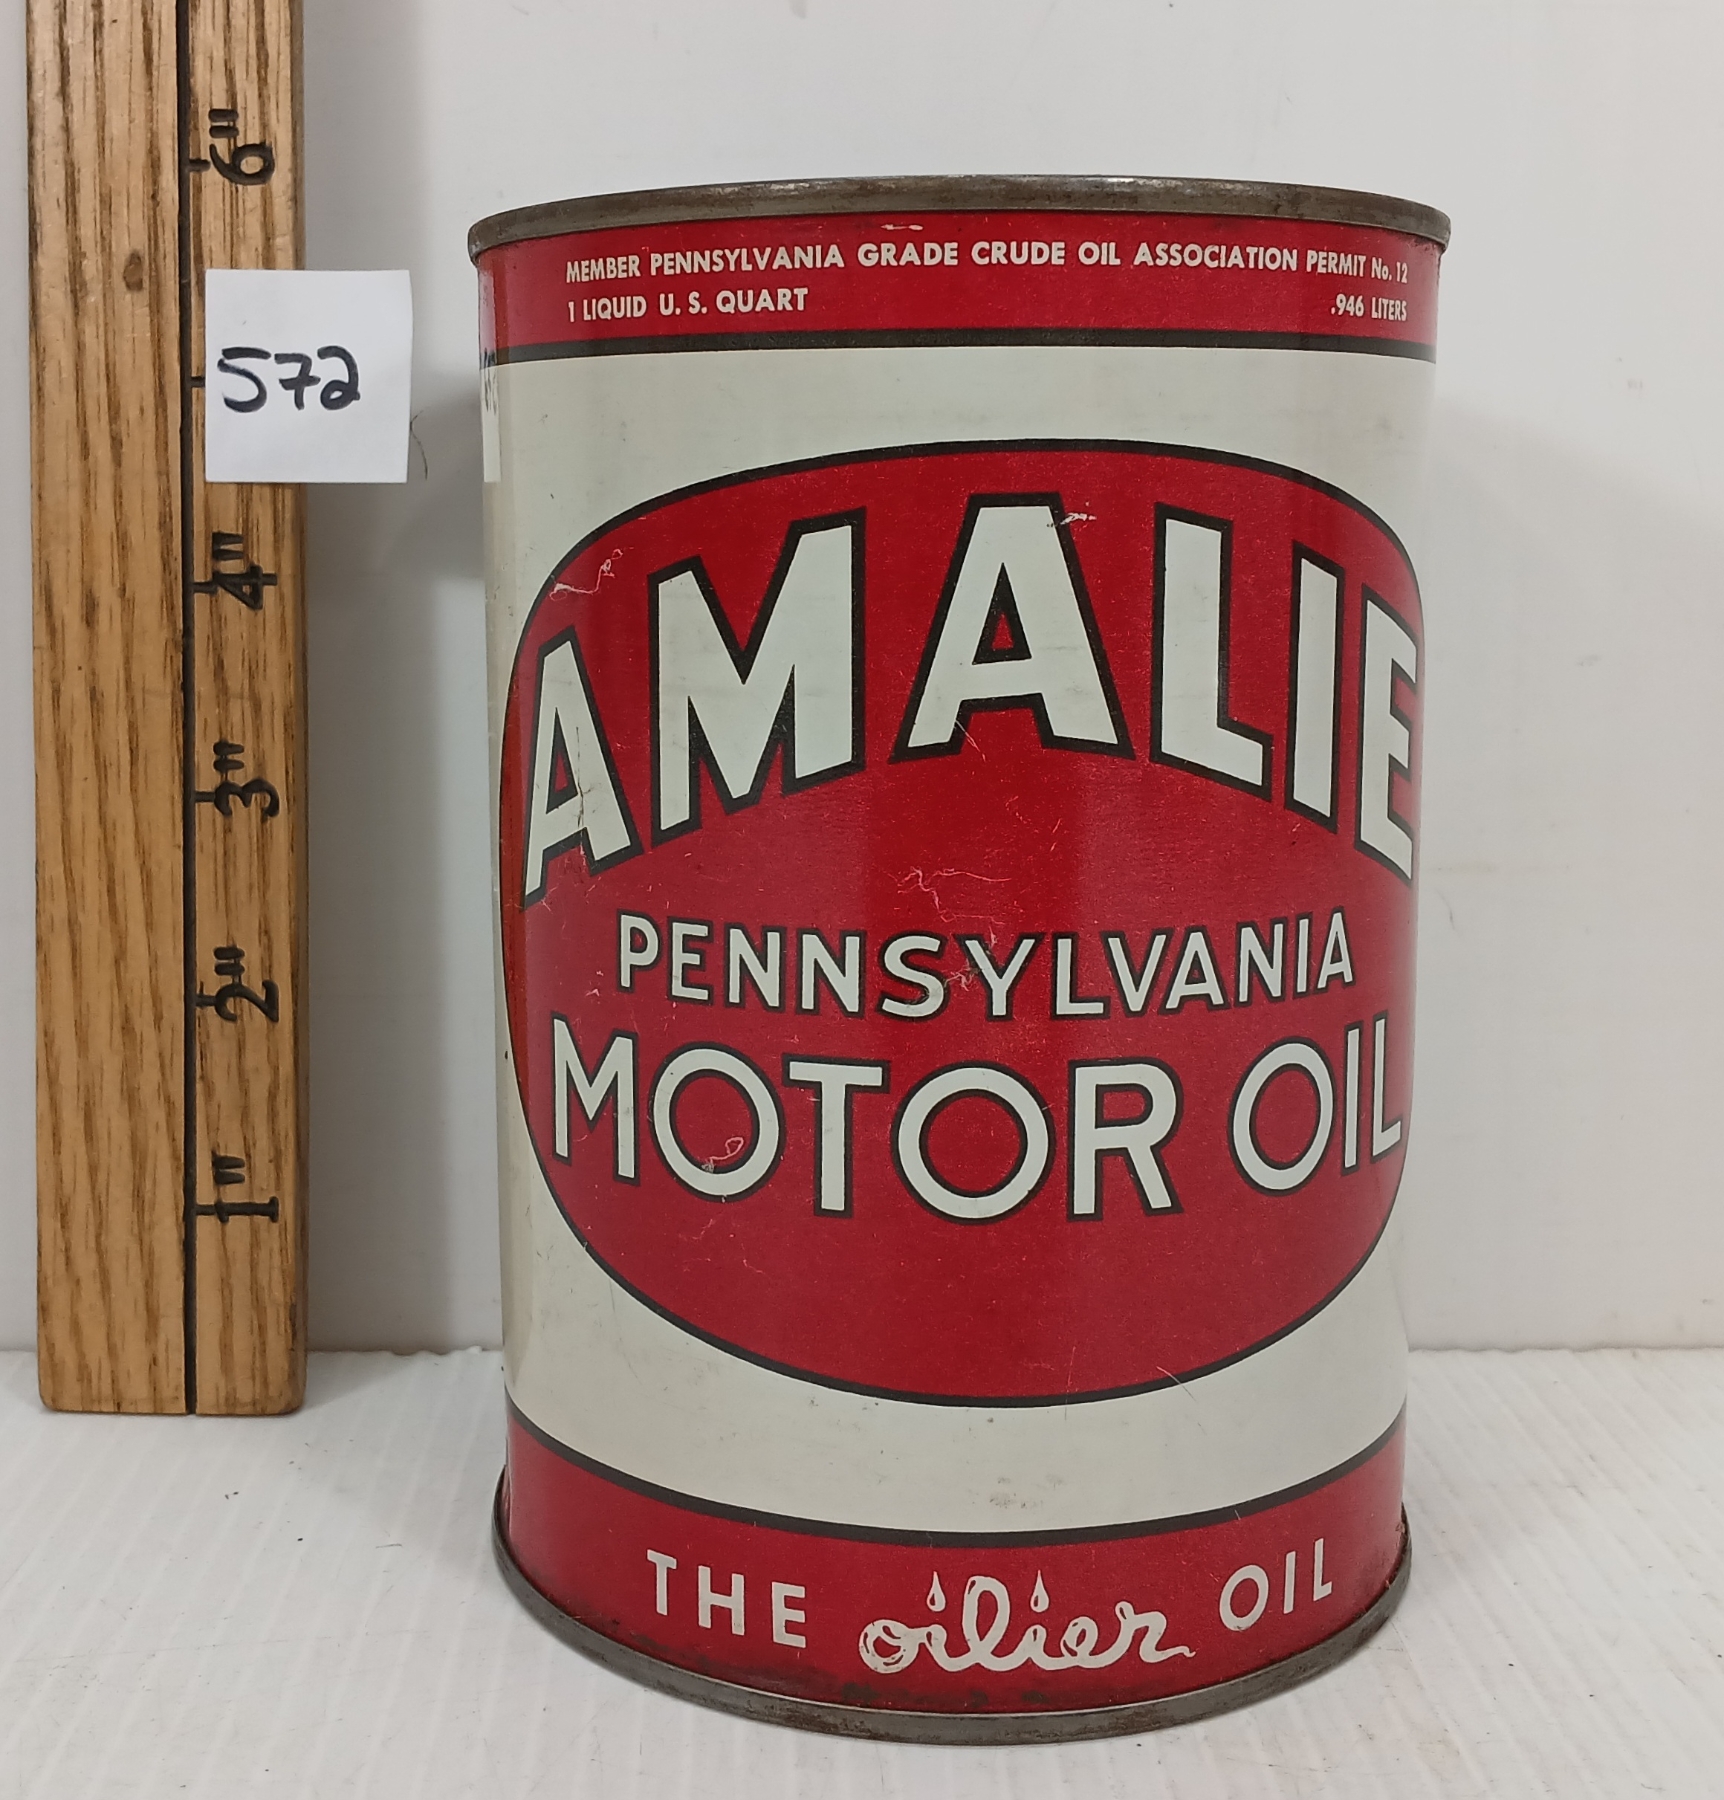 6"
572
4"
3"
2"
1"
MEMBER PENNSYLVANIA GRADE CRUDE OIL ASSOCIATION PERMIT No. 12
1 LIQUID U. S. QUART .946 LITERS
AMALIE
PENNSYLVANIA
MOTOR OIL
THE oilier OIL